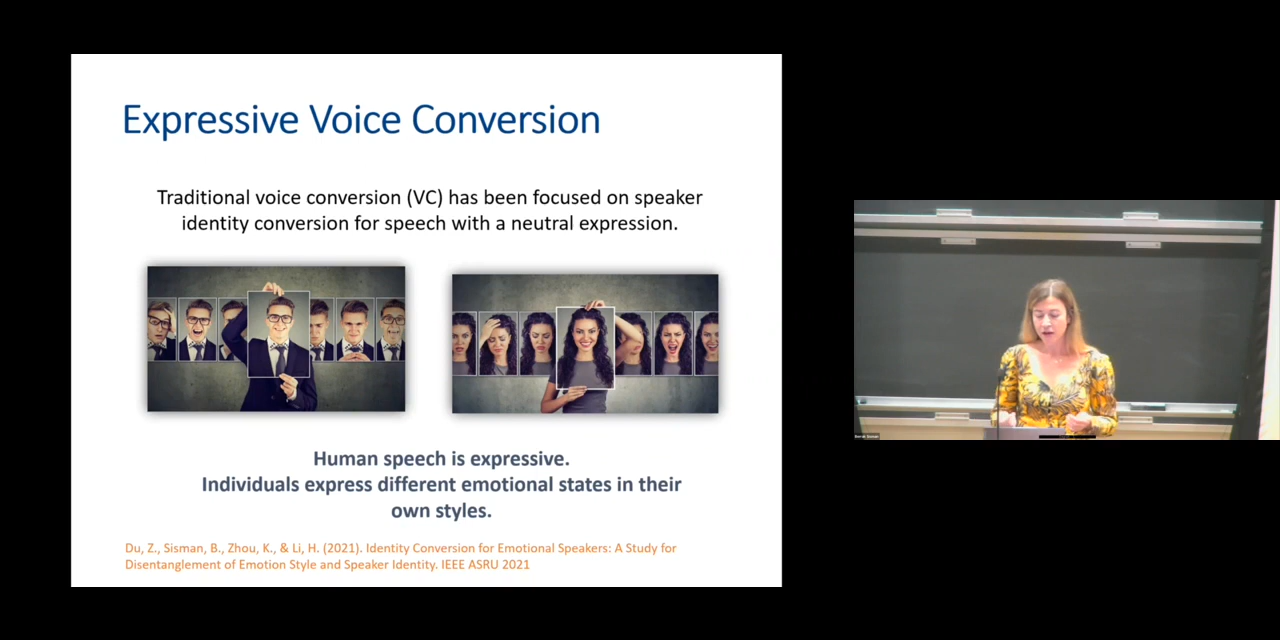 Expressive Voice Conversion
Traditional voice conversion (VC) has been focused on speaker
identity conversion for speech with a neutral expression.
Human speech is expressive.
Individuals express different emotional states in their
own styles.
Du, Z., Sisman, B., Zhou, K., & Li, H. (2021). Identity Conversion for Emotional Speakers: A Study for
Disentanglement of Emotion Style and Speaker Identity. IEEE ASRU 2021